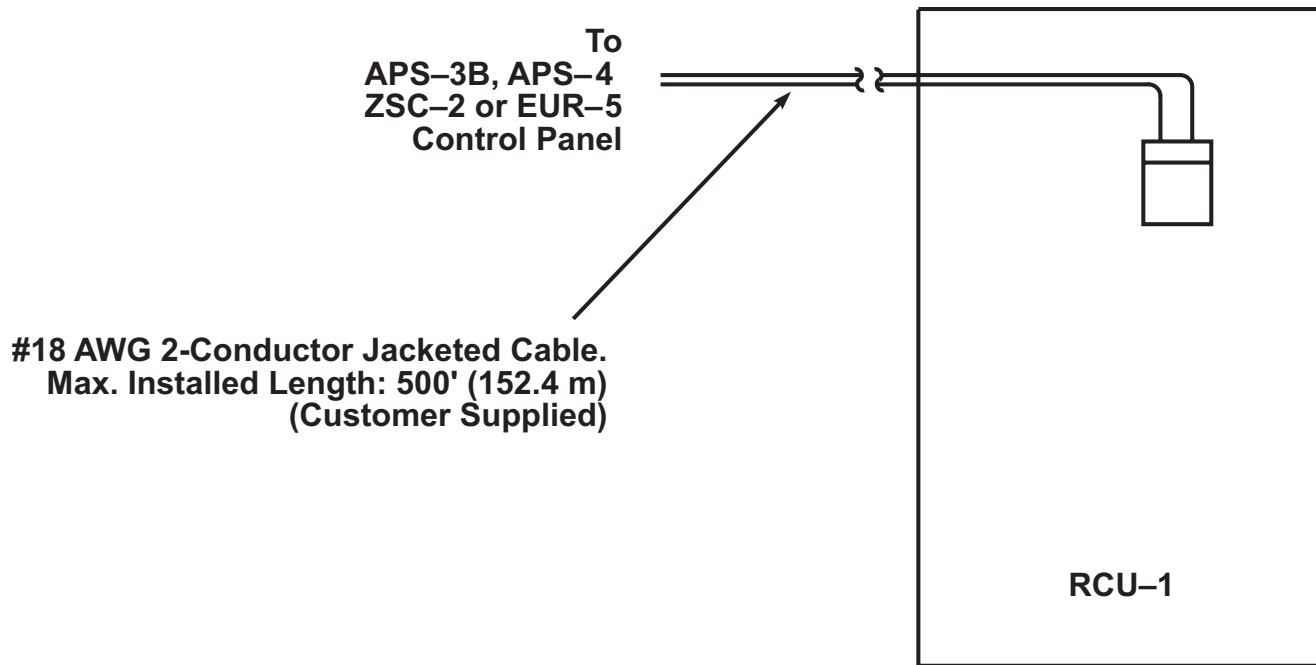 To
APS–3B, APS–4
ZSC–2 or EUR–5
Control Panel
#18 AWG 2-Conductor Jacketed Cable.
Max. Installed Length: 500' (152.4 m)
(Customer Supplied)
RCU–1